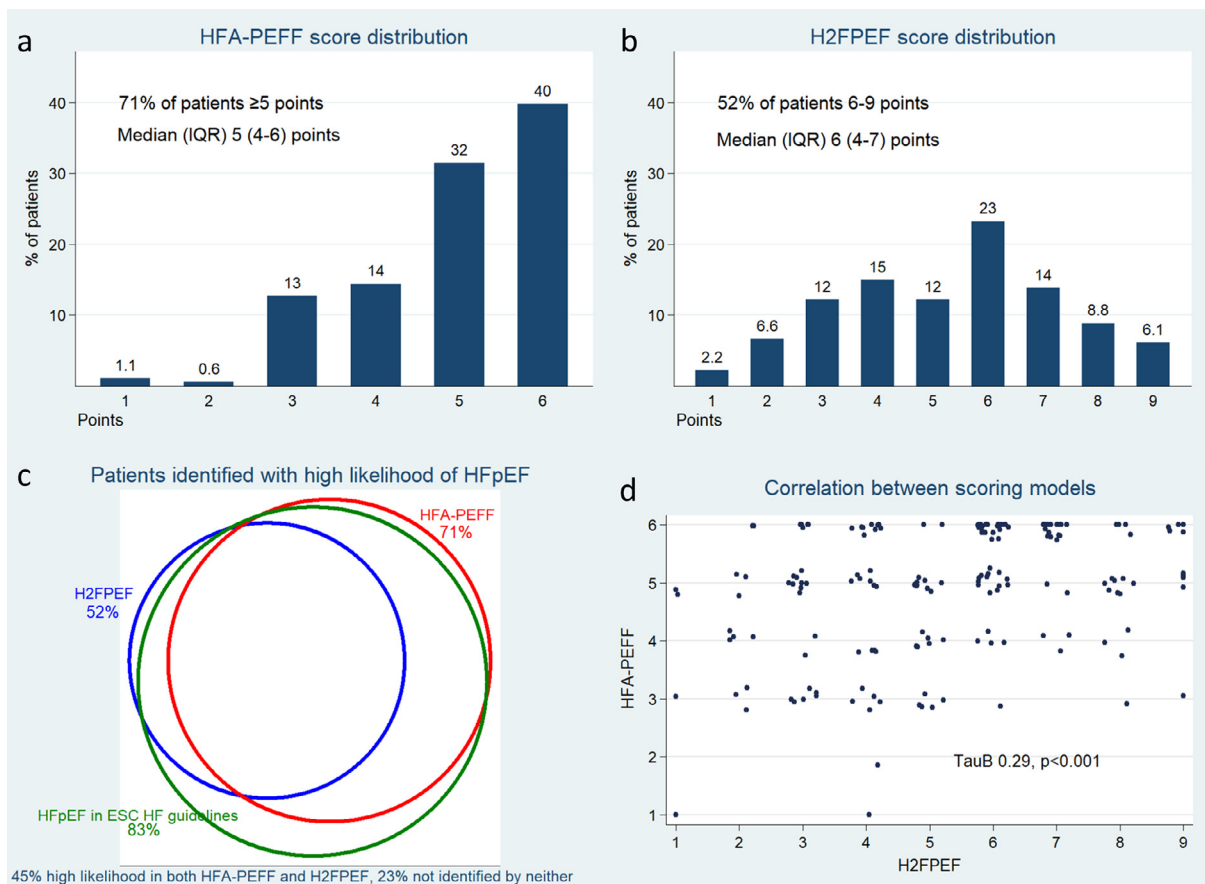 a
HFA-PEFF score distribution
71% of patients ≥5 points
Median (IQR) 5 (4-6) points
% of patients
40
30
20
10
1.1
0.6
13
14
32
40
1 2 3 4 5 6
Points
b
H2FPEF score distribution
52% of patients 6-9 points
Median (IQR) 6 (4-7) points
% of patients
40
30
20
10
2.2
6.6
12
15
12
23
14
8.8
6.1
1 2 3 4 5 6 7 8 9
Points
c
Patients identified with high likelihood of HFpEF
HFA-PEFF
71%
H2FPEF
52%
HFpEF in ESC HF guidelines
83%
45% high likelihood in both HFA-PEFF and H2FPEF, 23% not identified by neither
d
Correlation between scoring models
HFA-PEFF
6
5
4
3
2
1
TauB 0.29, p<0.001
1 2 3 4 5 6 7 8 9
H2FPEF